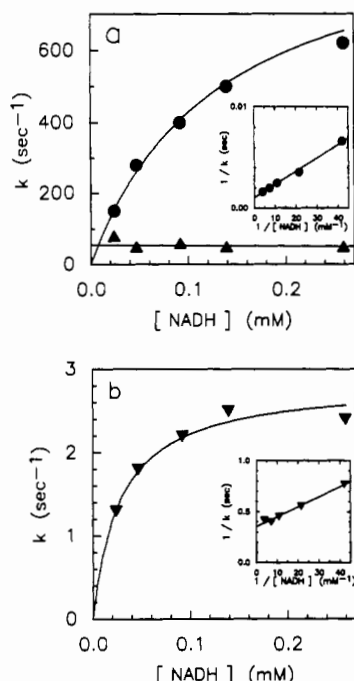 a
600
400
200
0
k (sec⁻¹)
0.01
0.00
1 / k (sec)
0 10 20 30 40
1 / [ NADH ] (mM⁻¹)
0.0 0.1 0.2
[ NADH ] (mM)
b
3
2
1
0
k (sec⁻¹)
1.0
0.5
0.0
1 / k (sec)
0 10 20 30 40
1 / [ NADH ] (mM⁻¹)
0.0 0.1 0.2
[ NADH ] (mM)